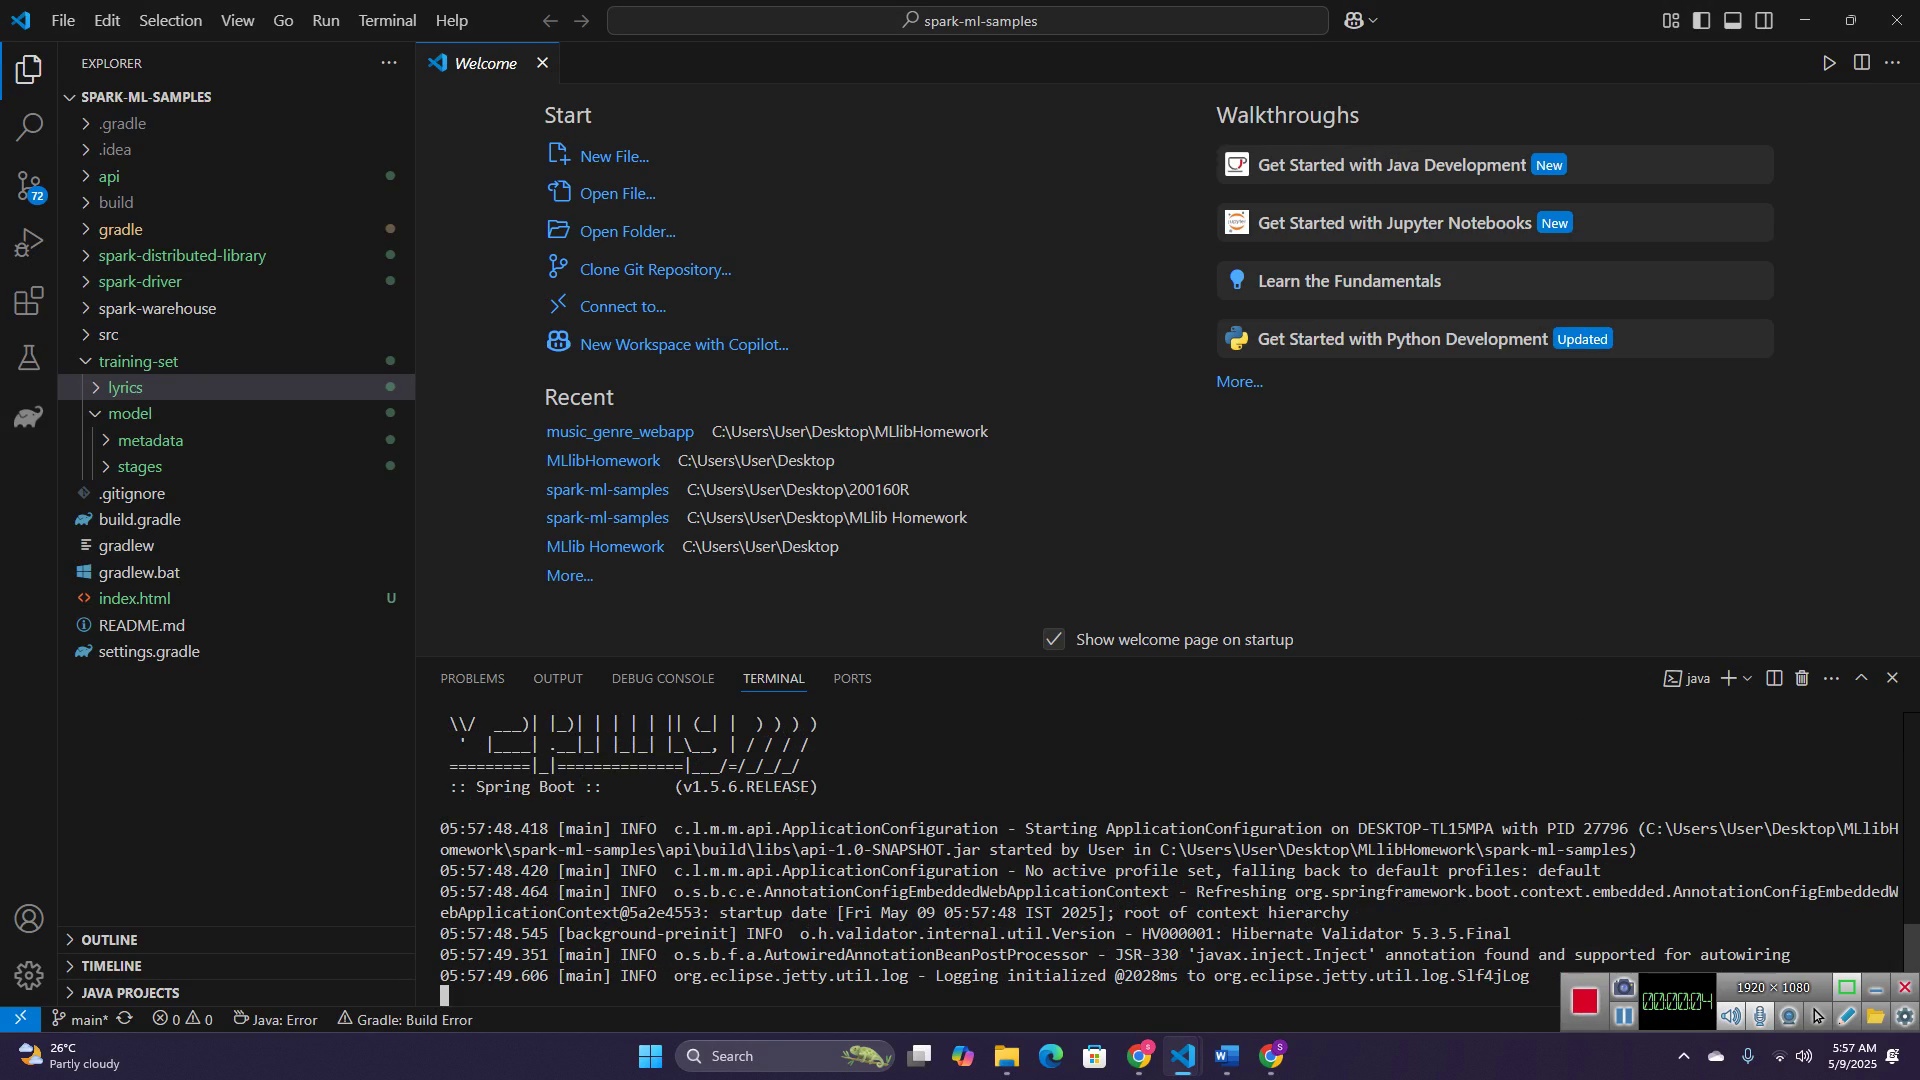 File Edit Selection View Go Run Terminal Help
spark-ml-samples
EXPLORER
SPARK-ML-SAMPLES
.gradle
.idea
api
build
gradle
spark-distributed-library
spark-driver
spark-warehouse
src
training-set
lyrics
model
metadata
stages
.gitignore
build.gradle
gradlew
gradlew.bat
index.html U
README.md
settings.gradle
OUTLINE
TIMELINE
JAVA PROJECTS
72
Welcome
Start
New File...
Open File...
Open Folder...
Clone Git Repository...
Connect to...
New Workspace with Copilot...
Recent
music_genre_webapp C:\Users\User\Desktop\MLlibHomework
MLlibHomework C:\Users\User\Desktop
spark-ml-samples C:\Users\User\Desktop\200160R
spark-ml-samples C:\Users\User\Desktop\MLlib Homework
MLlib Homework C:\Users\User\Desktop
More...
Walkthroughs
Get Started with Java Development New
Get Started with Jupyter Notebooks New
Learn the Fundamentals
Get Started with Python Development Updated
More...
Show welcome page on startup
PROBLEMS OUTPUT DEBUG CONSOLE TERMINAL PORTS
java
\\/  ___)| |_)| | | | | || (_| |  ) ) ) )
'  |____| .__|_| |_|_| |_\__, | / / / /
=========|_|==============|___/=/_/_/_/
:: Spring Boot ::        (v1.5.6.RELEASE)
05:57:48.418 [main] INFO  c.l.m.m.api.ApplicationConfiguration - Starting ApplicationConfiguration on DESKTOP-TL15MPA with PID 27796 (C:\Users\User\Desktop\MLlibH
omework\spark-ml-samples\api\build\libs\api-1.0-SNAPSHOT.jar started by User in C:\Users\User\Desktop\MLlibHomework\spark-ml-samples)
05:57:48.420 [main] INFO  c.l.m.m.api.ApplicationConfiguration - No active profile set, falling back to default profiles: default
05:57:48.464 [main] INFO  o.s.b.c.e.AnnotationConfigEmbeddedWebApplicationContext - Refreshing org.springframework.boot.context.embedded.AnnotationConfigEmbeddedW
ebApplicationContext@5a2e4553: startup date [Fri May 09 05:57:48 IST 2025]; root of context hierarchy
05:57:48.545 [background-preinit] INFO  o.h.validator.internal.util.Version - HV000001: Hibernate Validator 5.3.5.Final
05:57:49.351 [main] INFO  o.s.b.f.a.AutowiredAnnotationBeanPostProcessor - JSR-330 'javax.inject.Inject' annotation found and supported for autowiring
05:57:49.606 [main] INFO  org.eclipse.jetty.util.log - Logging initialized @2028ms to org.eclipse.jetty.util.log.Slf4jLog
1920 × 1080
00:00:04
main* 0 0 Java: Error Gradle: Build Error
26°C
Partly cloudy
Search
5:57 AM
5/9/2025